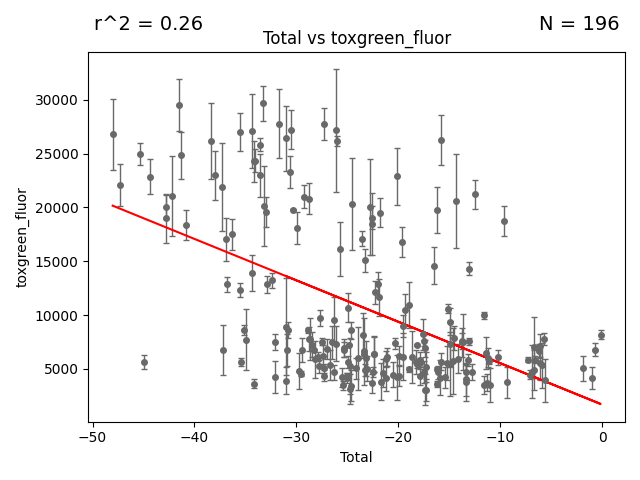 r^2 = 0.26
N = 196
Total vs toxgreen_fluor
toxgreen_fluor
30000
25000
20000
15000
10000
5000
−50
−40
−30
−20
−10
0
Total